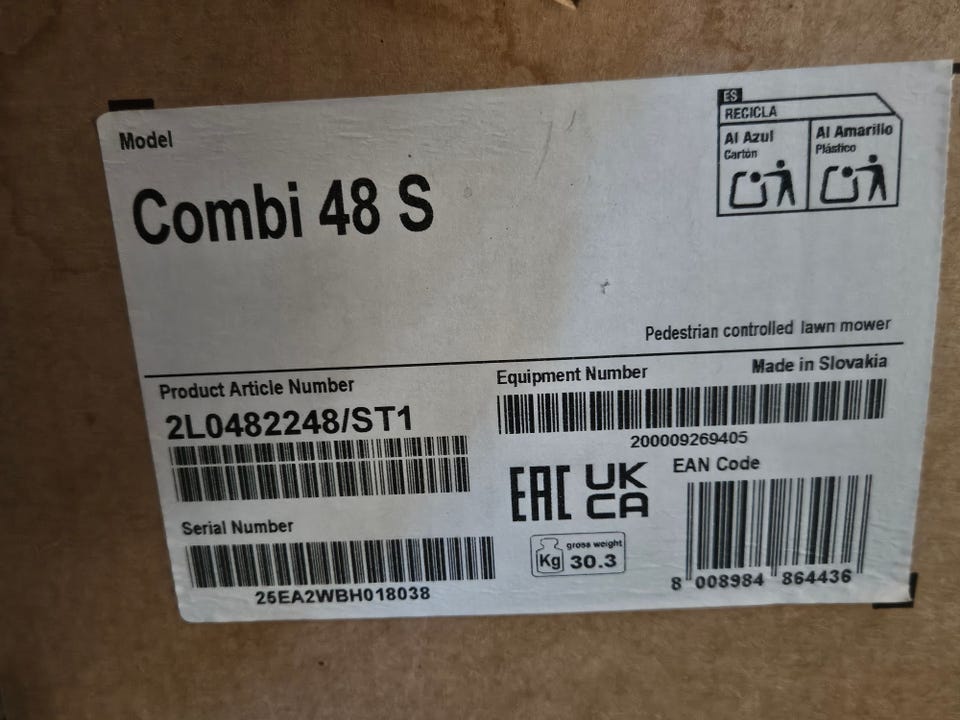 Model
Combi 48 S
ES
RECICLA
Al Azul
Cartón
Al Amarillo
Plástico
Pedestrian controlled lawn mower
Product Article Number
2L0482248/ST1
Equipment Number
Made in Slovakia
200009269405
EAC
UK
CA
EAN Code
Serial Number
25EA2WBH018038
Kg
gross weight
30.3
8 008984 864436